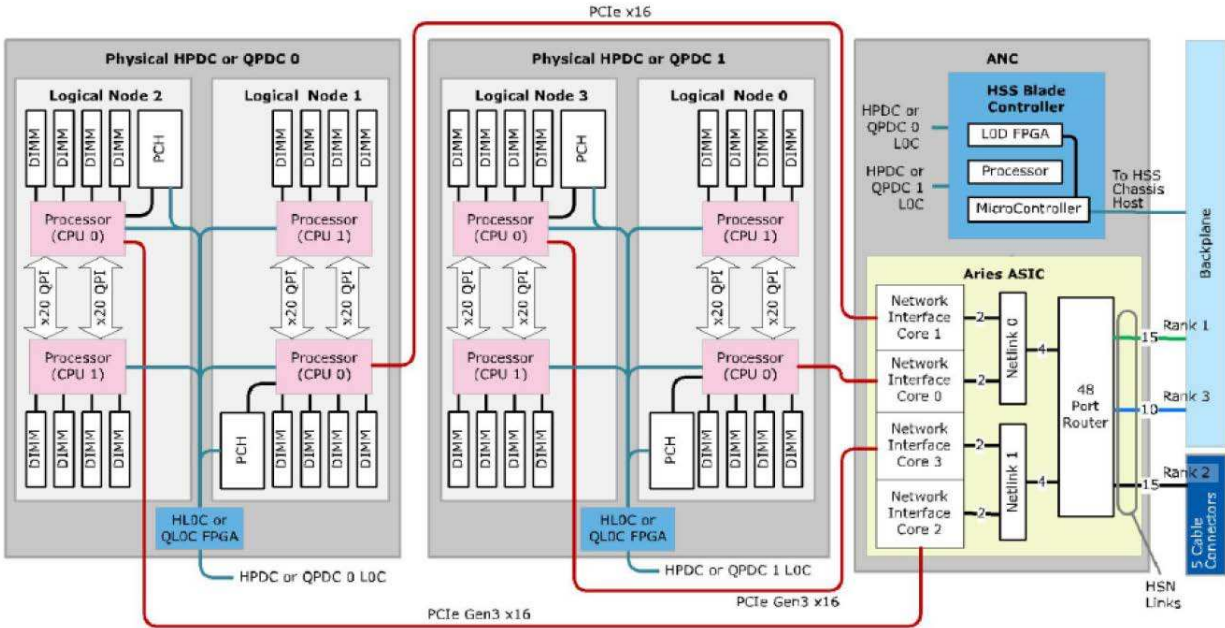 PCIe x16
Physical HPDC or QPDC 0
Logical Node 2
DIMM
DIMM
DIMM
DIMM
PCH
Processor
(CPU 0)
x20 QPI
x20 QPI
Processor
(CPU 1)
DIMM
DIMM
DIMM
DIMM
Logical Node 1
DIMM
DIMM
DIMM
DIMM
Processor
(CPU 1)
x20 QPI
x20 QPI
Processor
(CPU 0)
PCH
DIMM
DIMM
DIMM
DIMM
HL0C or
QL0C FPGA
HPDC or QPDC 0 L0C
Physical HPDC or QPDC 1
Logical Node 3
DIMM
DIMM
DIMM
DIMM
PCH
Processor
(CPU 0)
x20 QPI
x20 QPI
Processor
(CPU 1)
DIMM
DIMM
DIMM
DIMM
Logical Node 0
DIMM
DIMM
DIMM
DIMM
Processor
(CPU 1)
x20 QPI
x20 QPI
Processor
(CPU 0)
PCH
DIMM
DIMM
DIMM
DIMM
HL0C or
QL0C FPGA
HPDC or QPDC 1 L0C
PCIe Gen3 x16
PCIe Gen3 x16
ANC
HSS Blade
Controller
HPDC or
QPDC 0
L0C
L0D FPGA
HPDC or
QPDC 1
L0C
Processor
MicroController
To HSS
Chassis
Host
Aries ASIC
Network
Interface
Core 1
2
Network
Interface
Core 0
2
Netlink 0
4
Network
Interface
Core 3
2
Network
Interface
Core 2
2
Netlink 1
4
48
Port
Router
15
Rank 1
10
Rank 3
15
Rank 2
HSN
Links
Backplane
5 Cable
Connectors